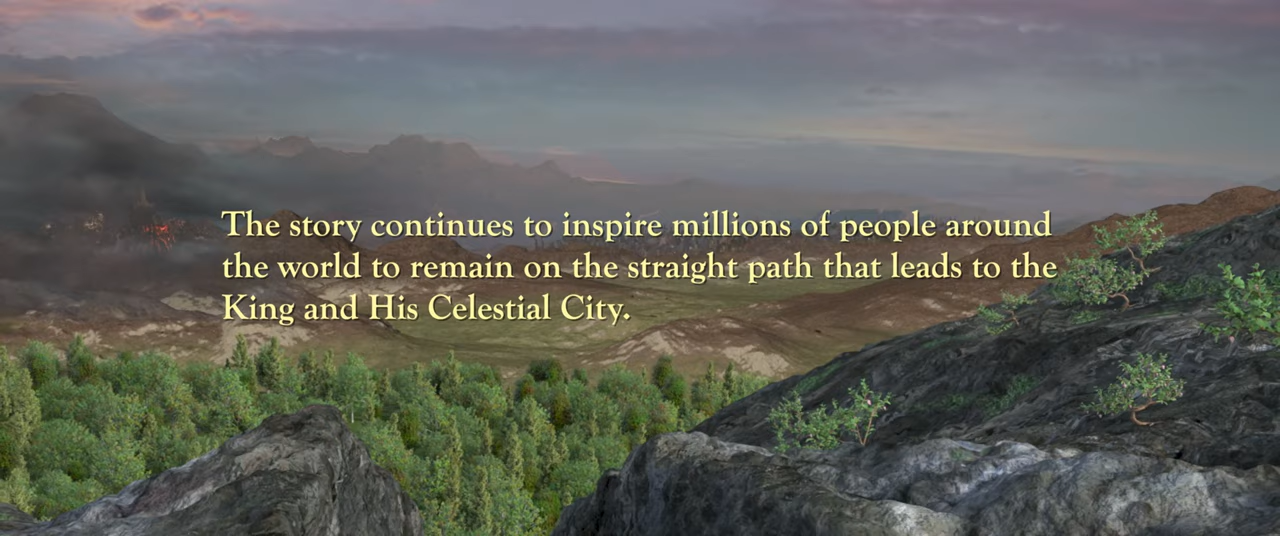 The story continues to inspire millions of people around
the world to remain on the straight path that leads to the
King and His Celestial City.